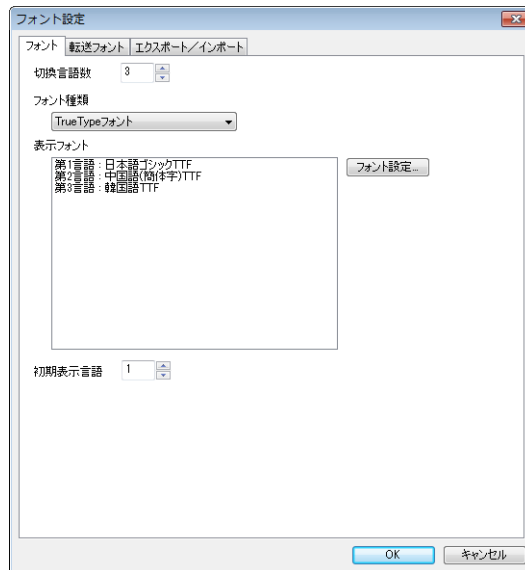 フォント設定
フォント 転送フォント エクスポート／インポート
切換言語数 3
フォント種類
TrueTypeフォント
表示フォント
第1言語：日本語ゴシックTTF
フォント設定...
第2言語：中国語(簡体字)TTF
第3言語：韓国語TTF
初期表示言語 1
OK キャンセル